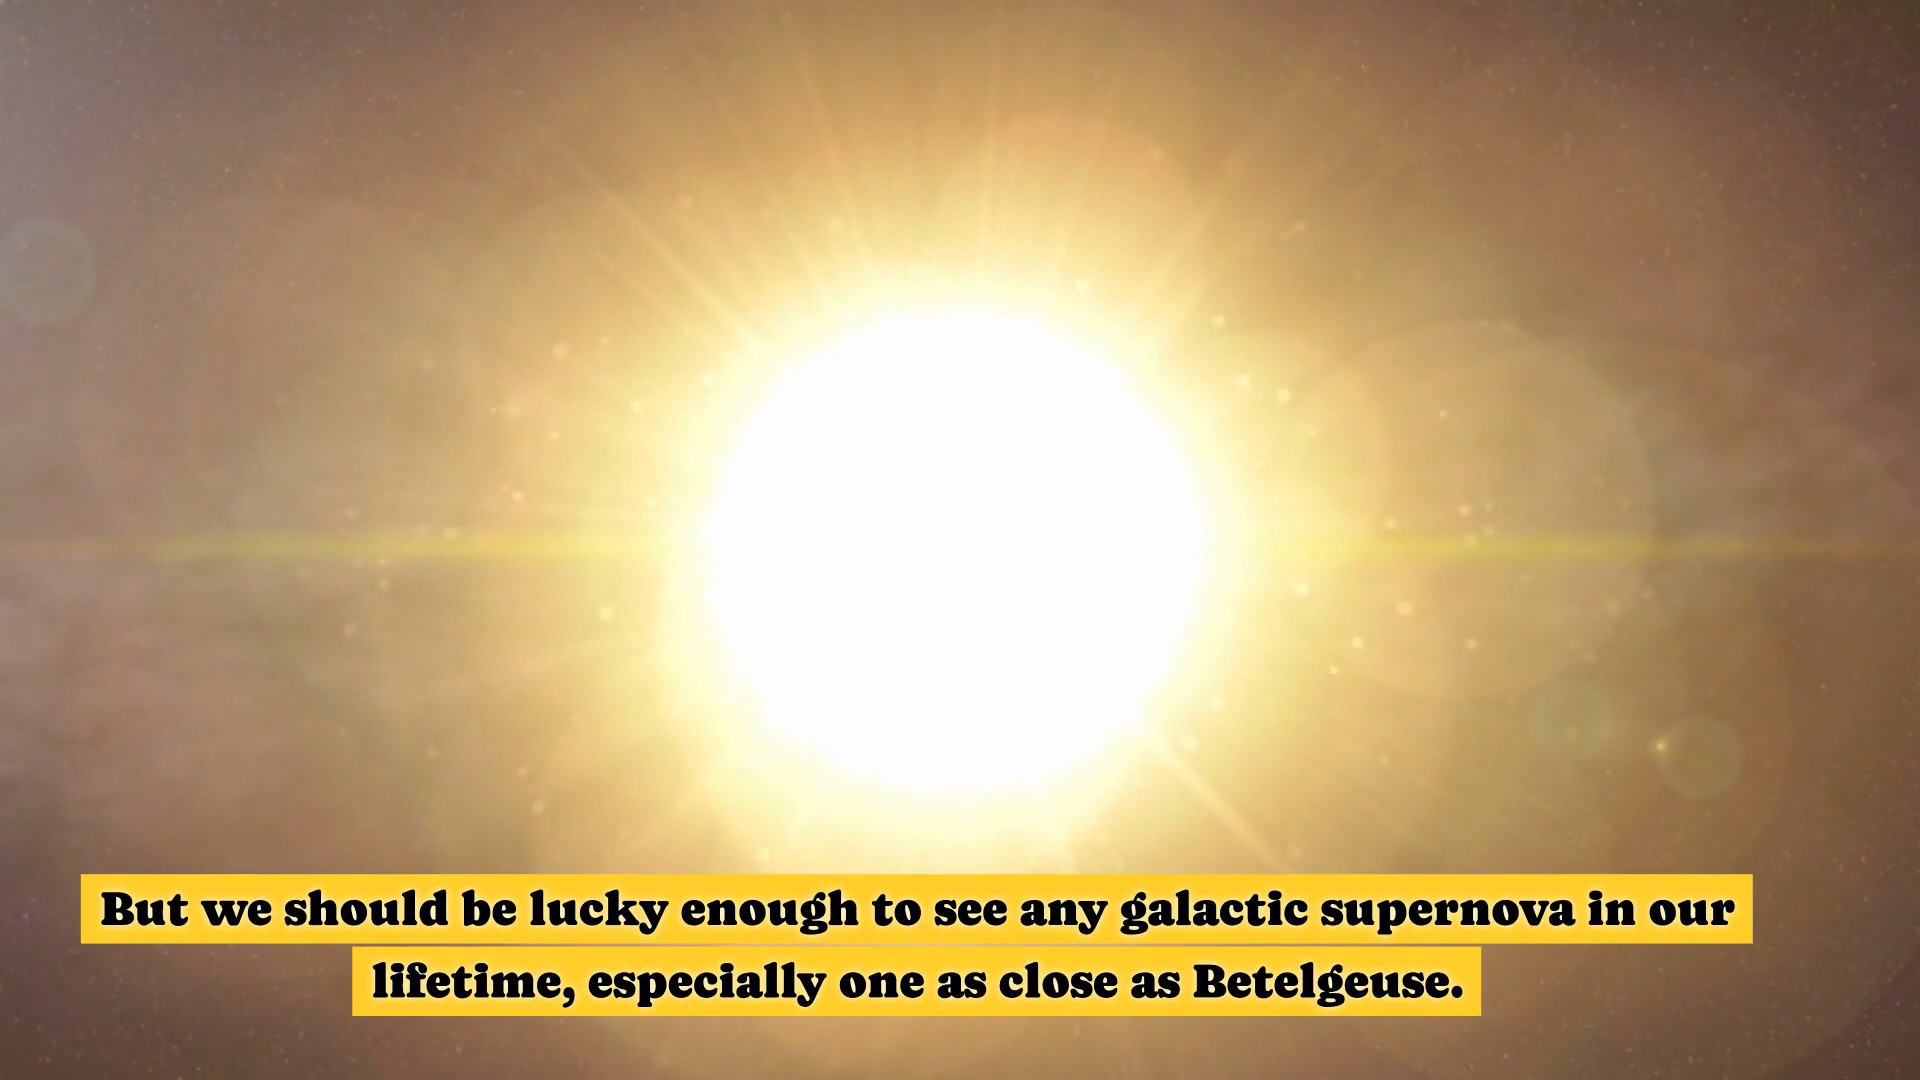 But we should be lucky enough to see any galactic supernova in our
lifetime, especially one as close as Betelgeuse.